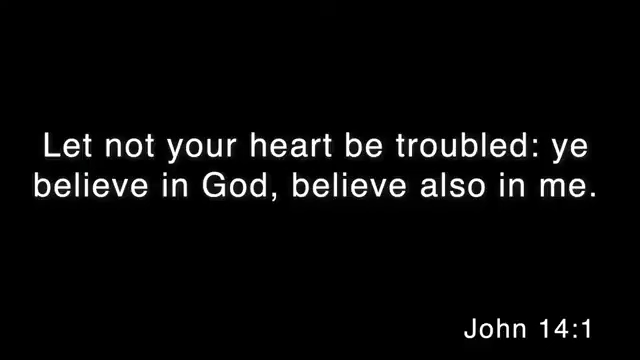 Let not your heart be troubled: ye
believe in God, believe also in me.
John 14:1